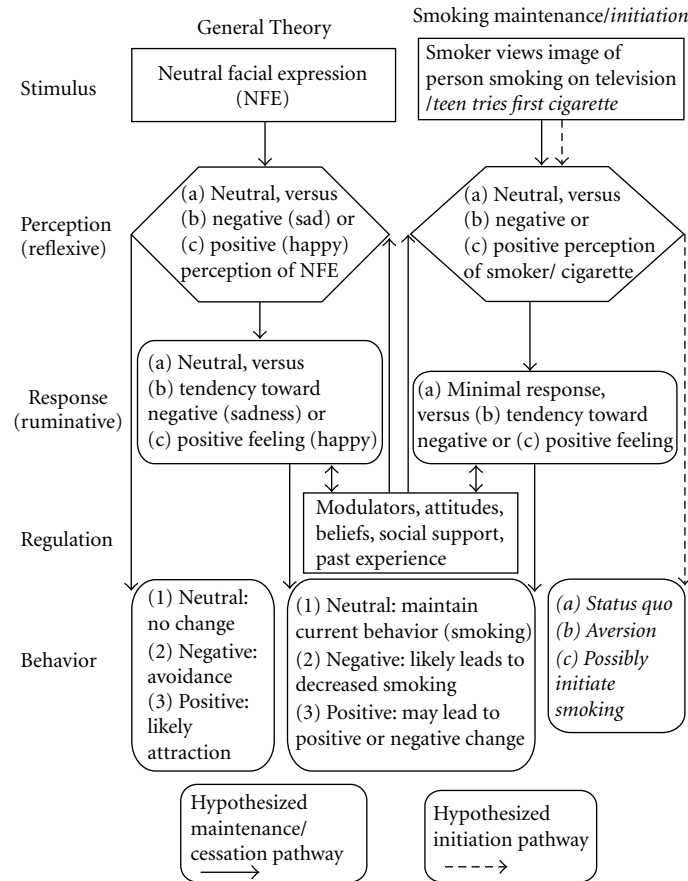 General Theory
Smoking maintenance/initiation
Stimulus
Neutral facial expression
(NFE)
Smoker views image of
person smoking on television
/teen tries first cigarette
Perception
(reflexive)
(a) Neutral, versus
(b) negative (sad) or
(c) positive (happy)
perception of NFE
(a) Neutral, versus
(b) negative or
(c) positive perception
of smoker/ cigarette
Response
(ruminative)
(a) Neutral, versus
(b) tendency toward
negative (sadness) or
(c) positive feeling (happy)
(a) Minimal response,
versus (b) tendency toward
negative or (c) positive feeling
Regulation
Modulators, attitudes,
beliefs, social support,
past experience
Behavior
(1) Neutral:
no change
(2) Negative:
avoidance
(3) Positive:
likely
attraction
(1) Neutral: maintain
current behavior (smoking)
(2) Negative: likely leads to
decreased smoking
(3) Positive: may lead to
positive or negative change
(a) Status quo
(b) Aversion
(c) Possibly
initiate
smoking
Hypothesized
maintenance/
cessation pathway
Hypothesized
initiation pathway